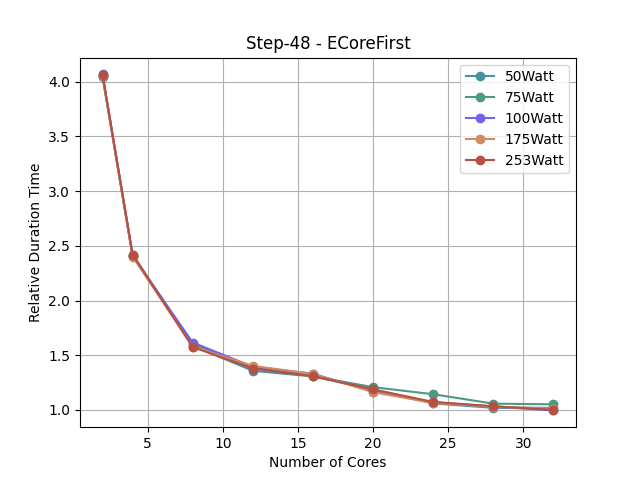 Step-48 - ECoreFirst
50Watt
75Watt
100Watt
175Watt
253Watt
Relative Duration Time
4.0
3.5
3.0
2.5
2.0
1.5
1.0
5 10 15 20 25 30
Number of Cores